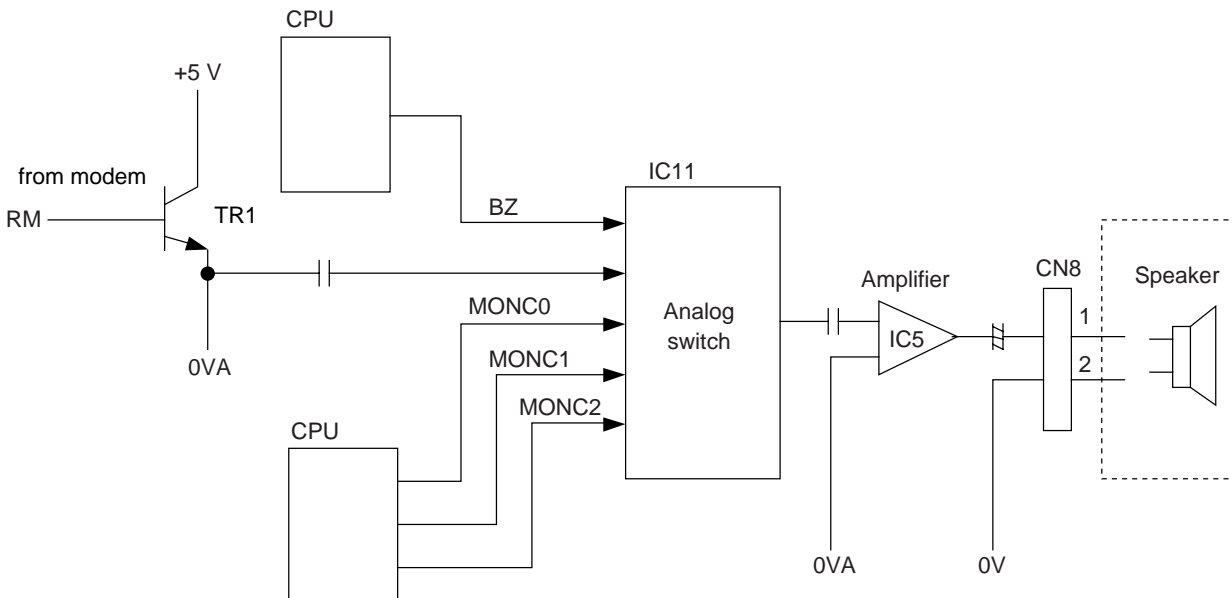 CPU
+5 V
from modem
IC11
RM
TR1
BZ
CN8
Speaker
Amplifier
MONC0
Analog
switch
1
IC5
0VA
MONC1
2
MONC2
CPU
0VA
0V